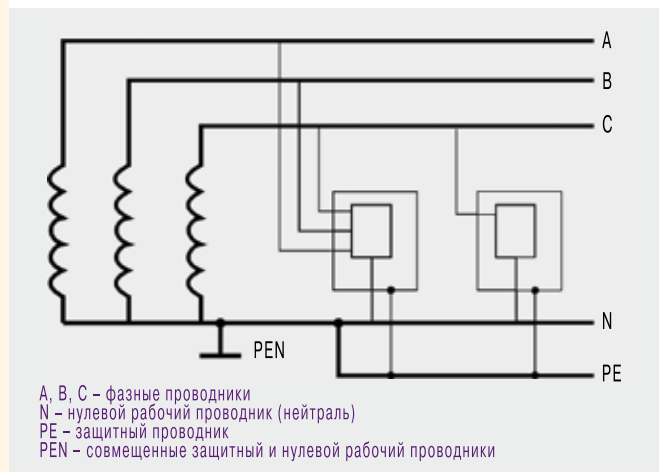 A
B
C
N
PEN
PE
A, B, C – фазные проводники
N – нулевой рабочий проводник (нейтраль)
PE – защитный проводник
PEN – совмещенные защитный и нулевой рабочий проводники